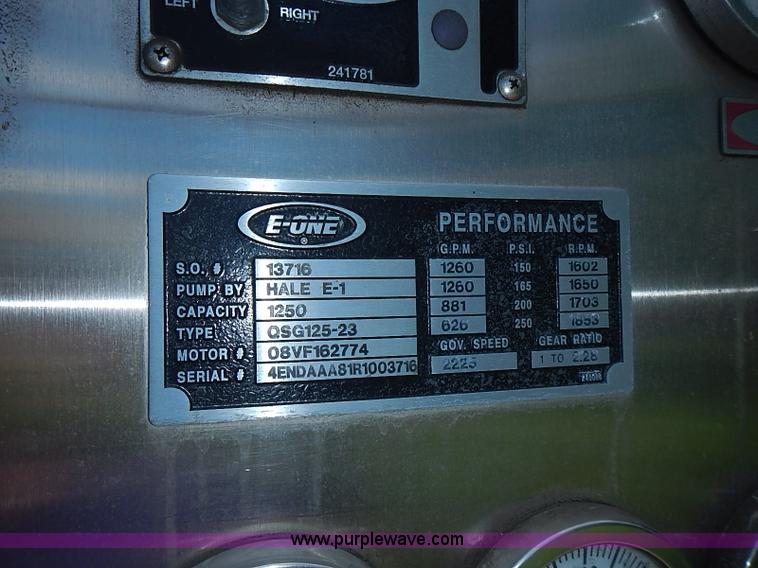 LEFT
RIGHT
241781
E-ONE ®
PERFORMANCE
G.P.M. P.S.I. R.P.M.
S.O. # 13716 1260 150 1602
PUMP BY HALE E-1 1260 165 1650
CAPACITY 1250 881 200 1703
TYPE QSG125-23 626 250 1853
MOTOR # 08VF162774 GOV. SPEED GEAR RATIO
SERIAL # 4ENDAAA81R1003716 2225 1 TO 2.28
www.purplewave.com